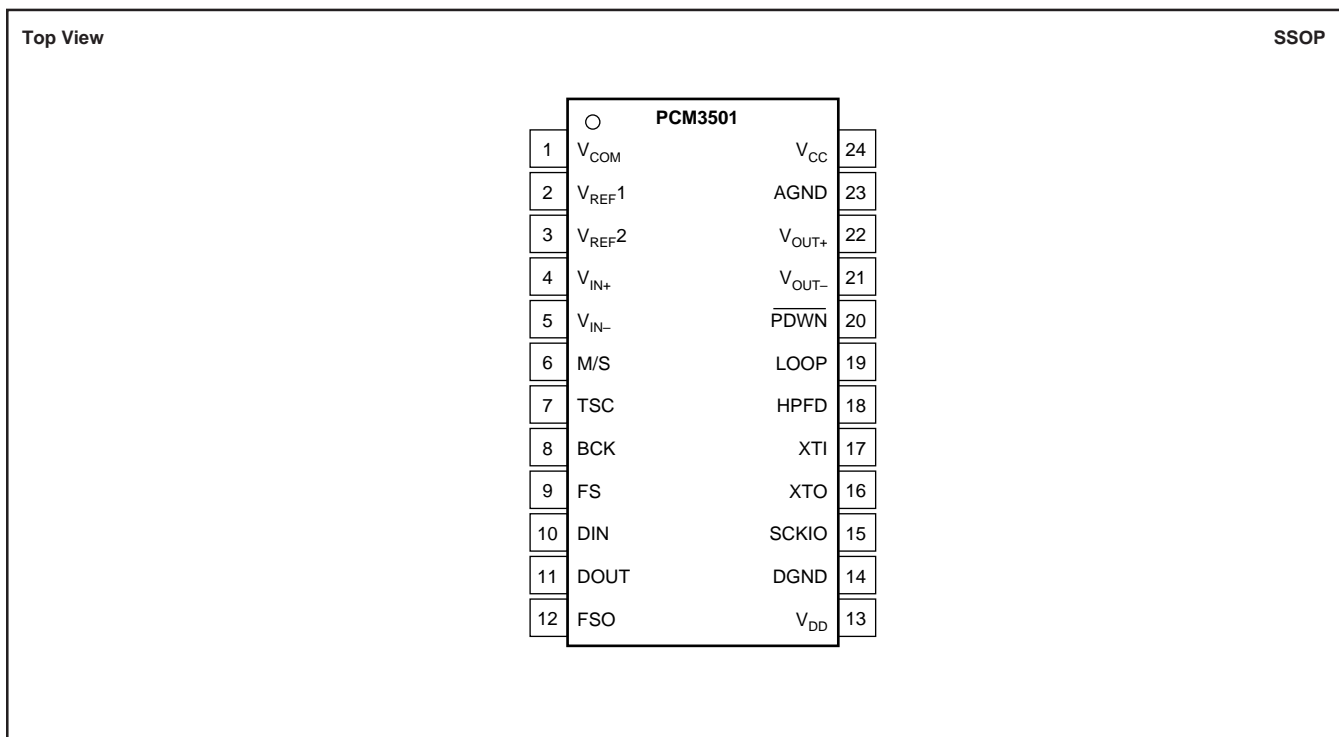 Top View SSOP
PCM3501
1 VCOM VCC 24
2 VREF1 AGND 23
3 VREF2 VOUT+ 22
4 VIN+ VOUT– 21
5 VIN– PDWN 20
6 M/S LOOP 19
7 TSC HPFD 18
8 BCK XTI 17
9 FS XTO 16
10 DIN SCKIO 15
11 DOUT DGND 14
12 FSO VDD 13